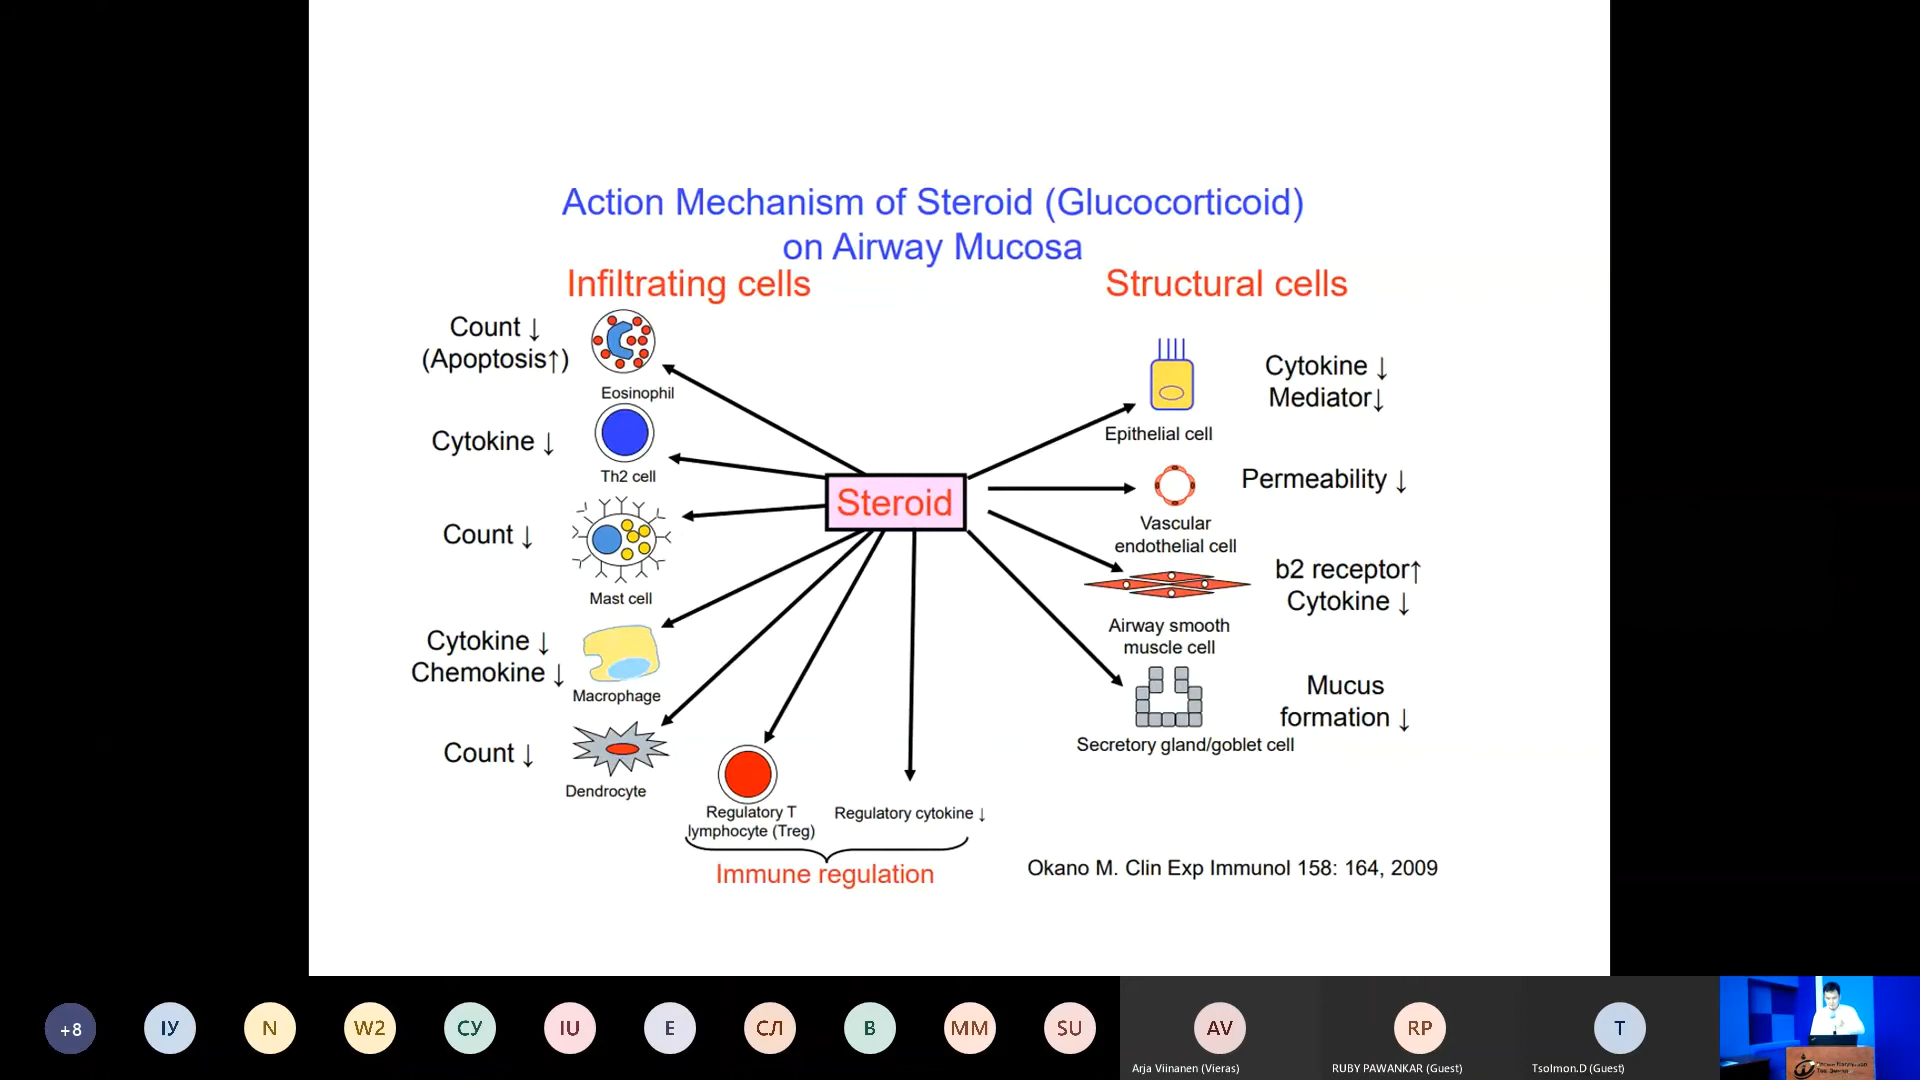 Action Mechanism of Steroid (Glucocorticoid)
on Airway Mucosa
Infiltrating cells
Structural cells
Count ↓
(Apoptosis↑)
Eosinophil
Cytokine ↓
Th2 cell
Count ↓
Mast cell
Cytokine ↓
Chemokine ↓
Macrophage
Count ↓
Dendrocyte
Steroid
Regulatory T
lymphocyte (Treg)
Regulatory cytokine ↓
Immune regulation
Epithelial cell
Cytokine ↓
Mediator↓
Vascular
endothelial cell
Permeability ↓
Airway smooth
muscle cell
b2 receptor↑
Cytokine ↓
Secretory gland/goblet cell
Mucus
formation ↓
Okano M. Clin Exp Immunol 158: 164, 2009
+8
IУ
N
W2
СУ
IU
E
СЛ
B
MM
SU
AV
Arja Viinanen (Vieras)
RP
RUBY PAWANKAR (Guest)
T
Tsolmon.D (Guest)